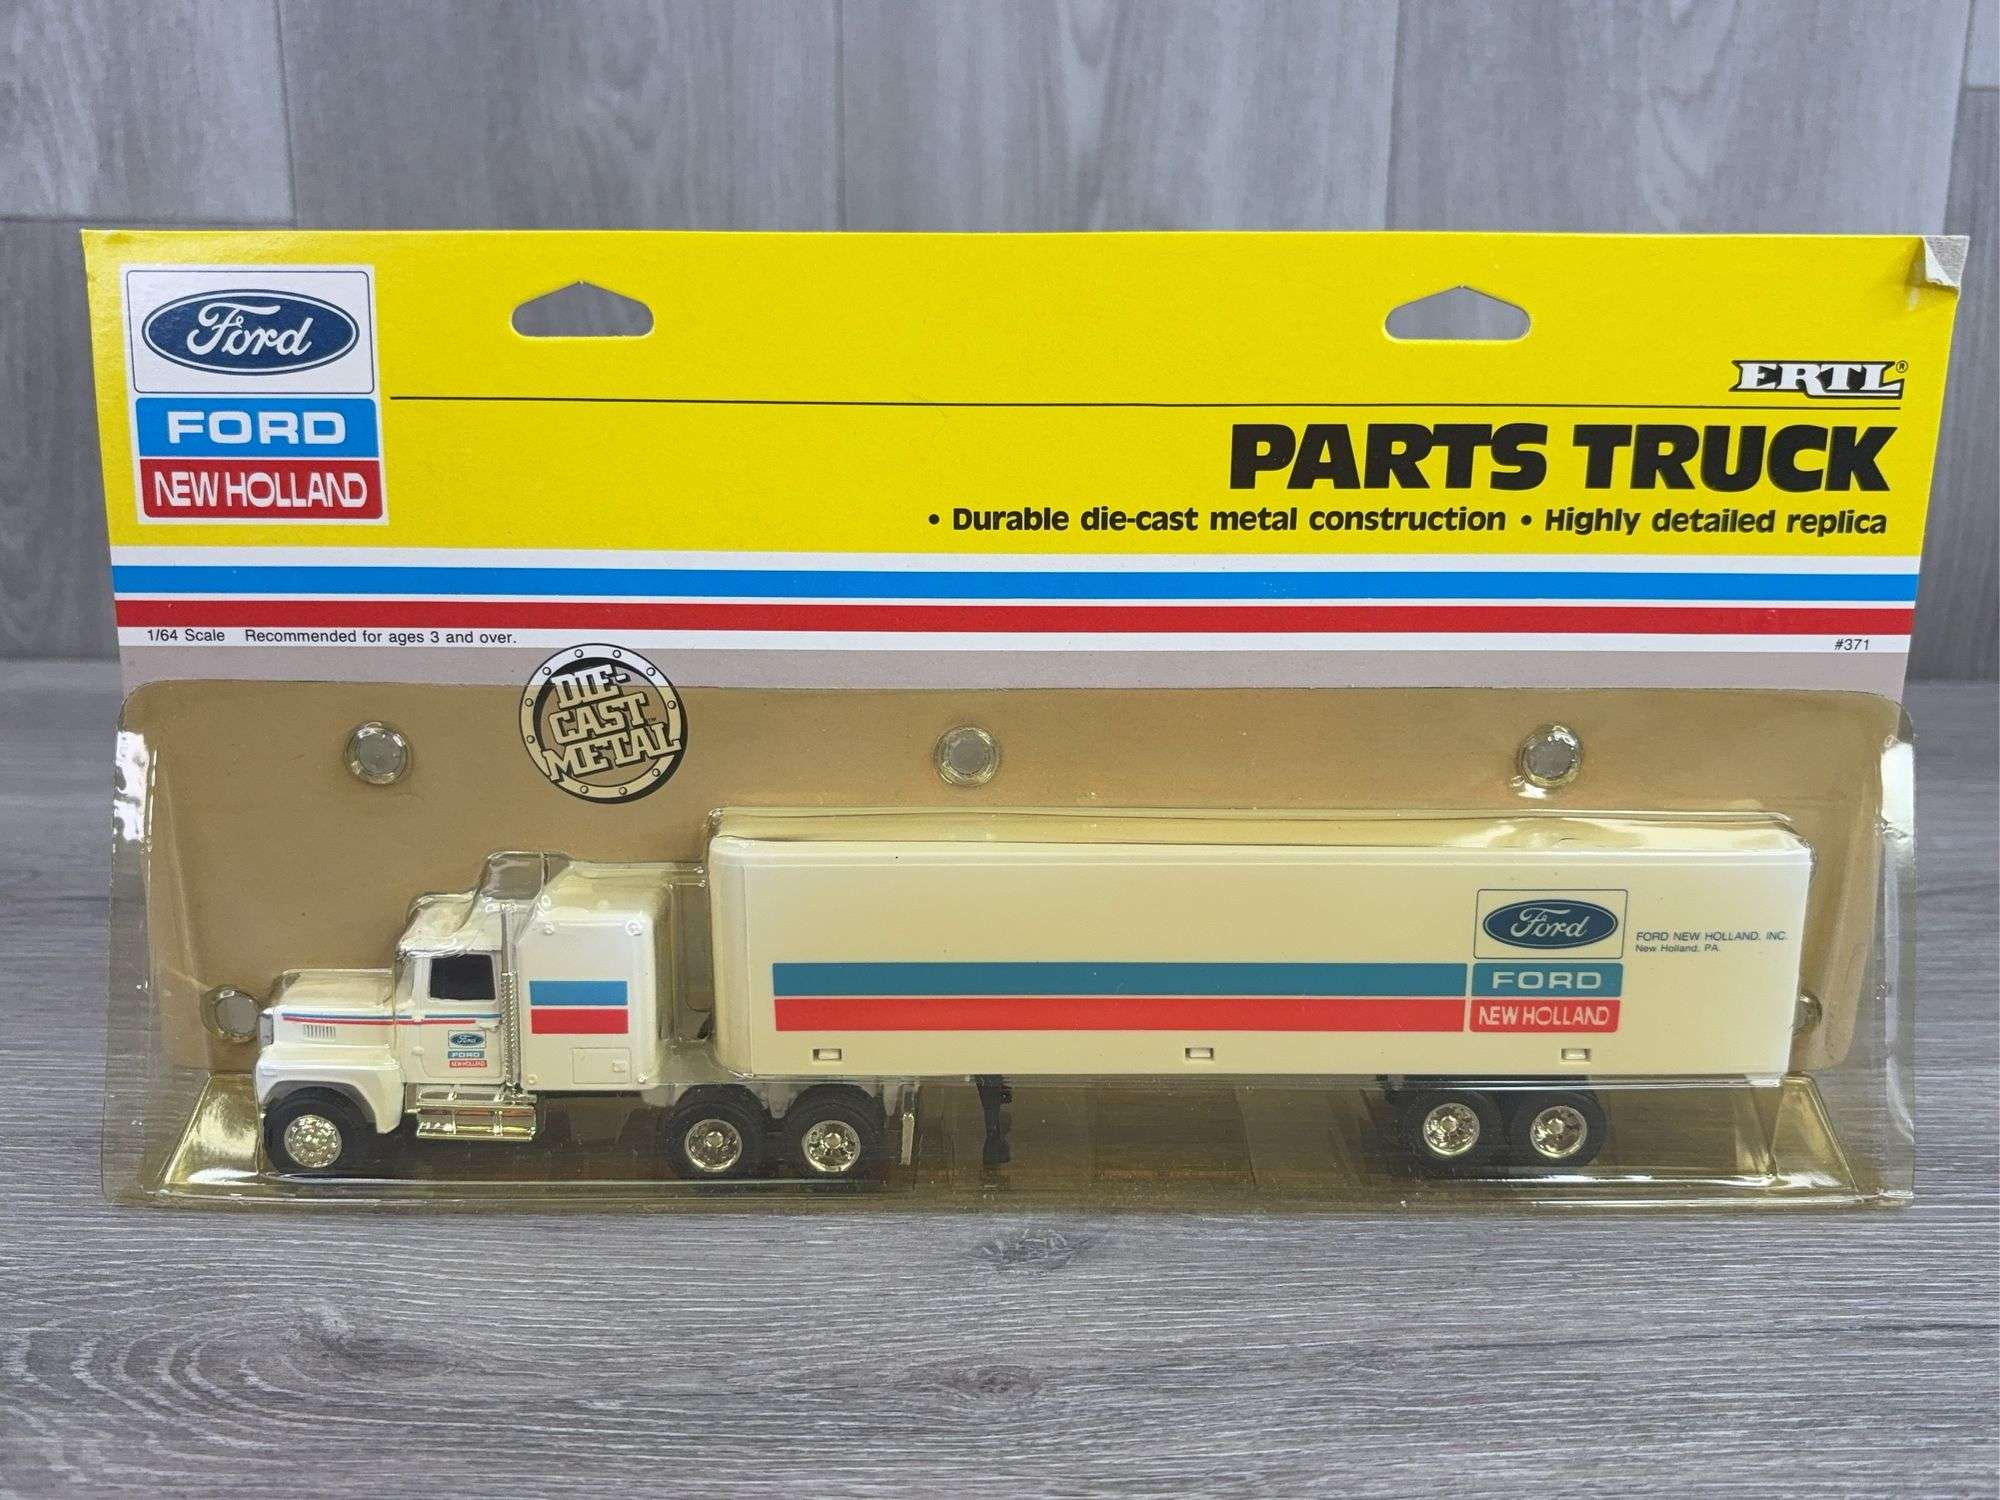 Ford
FORD
NEW HOLLAND
ERTL®
PARTS TRUCK
• Durable die-cast metal construction • Highly detailed replica
1/64 Scale Recommended for ages 3 and over.
#371
DIE-
CAST™
METAL
Ford
FORD NEW HOLLAND, INC.
New Holland, PA.
FORD
NEW HOLLAND
Ford
FORD
NEW HOLLAND